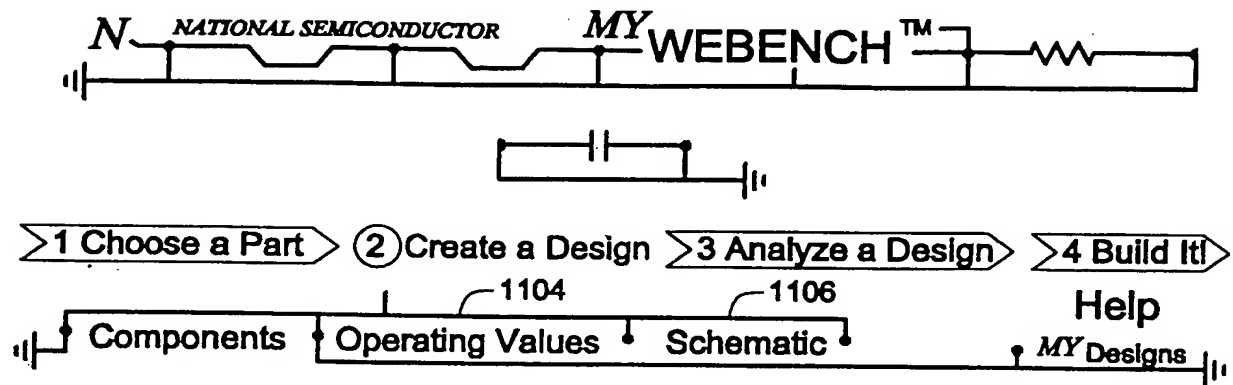 N NATIONAL SEMICONDUCTOR MY WEBENCH™
1 Choose a Part 2 Create a Design 3 Analyze a Design 4 Build It!
1104 1106 Help
Components Operating Values Schematic MY Designs